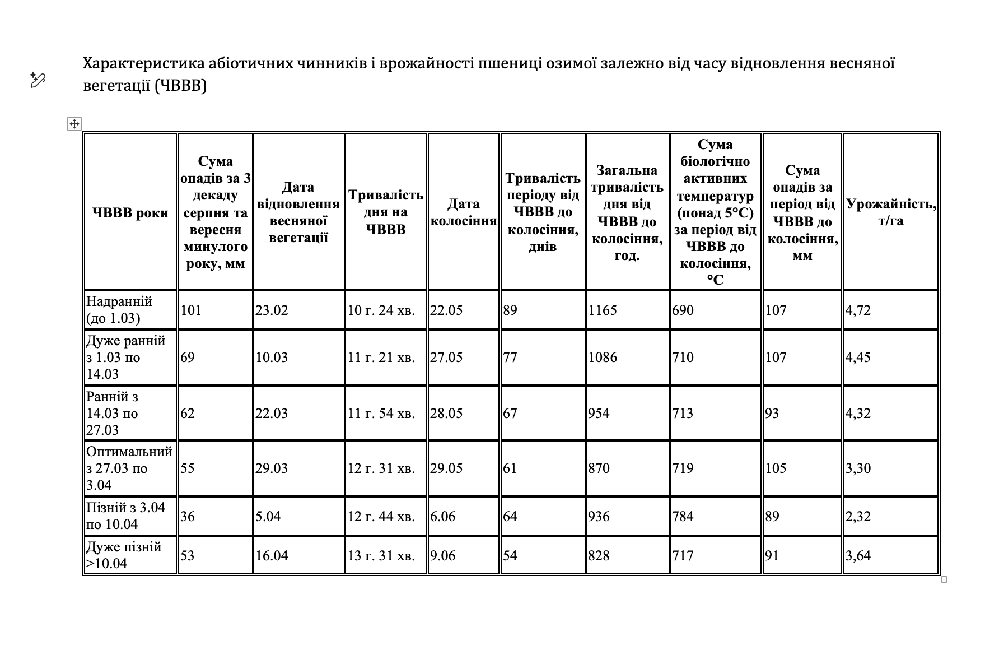 Характеристика абіотичних чинників і врожайності пшениці озимої залежно від часу відновлення весняної
вегетації (ЧВВВ)
ЧВВВ роки
Сума
опадів за 3
декаду
серпня та
вересня
минулого
року, мм
Дата
відновлення
весняної
вегетації
Тривалість
дня на
ЧВВВ
Дата
колосіння
Тривалість
періоду від
ЧВВВ до
колосіння,
днів
Загальна
тривалість
дня від
ЧВВВ до
колосіння,
год.
Сума
біологічно
активних
температур
(понад 5°С)
за період від
ЧВВВ до
колосіння,
°С
Сума
опадів за
період від
ЧВВВ до
колосіння,
мм
Урожайність,
т/га
Надранній
(до 1.03)
101
23.02
10 г. 24 хв.
22.05
89
1165
690
107
4,72
Дуже ранній
з 1.03 по
14.03
69
10.03
11 г. 21 хв.
27.05
77
1086
710
107
4,45
Ранній з
14.03 по
27.03
62
22.03
11 г. 54 хв.
28.05
67
954
713
93
4,32
Оптимальний
з 27.03 по
3.04
55
29.03
12 г. 31 хв.
29.05
61
870
719
105
3,30
Пізній з 3.04
по 10.04
36
5.04
12 г. 44 хв.
6.06
64
936
784
89
2,32
Дуже пізній
>10.04
53
16.04
13 г. 31 хв.
9.06
54
828
717
91
3,64